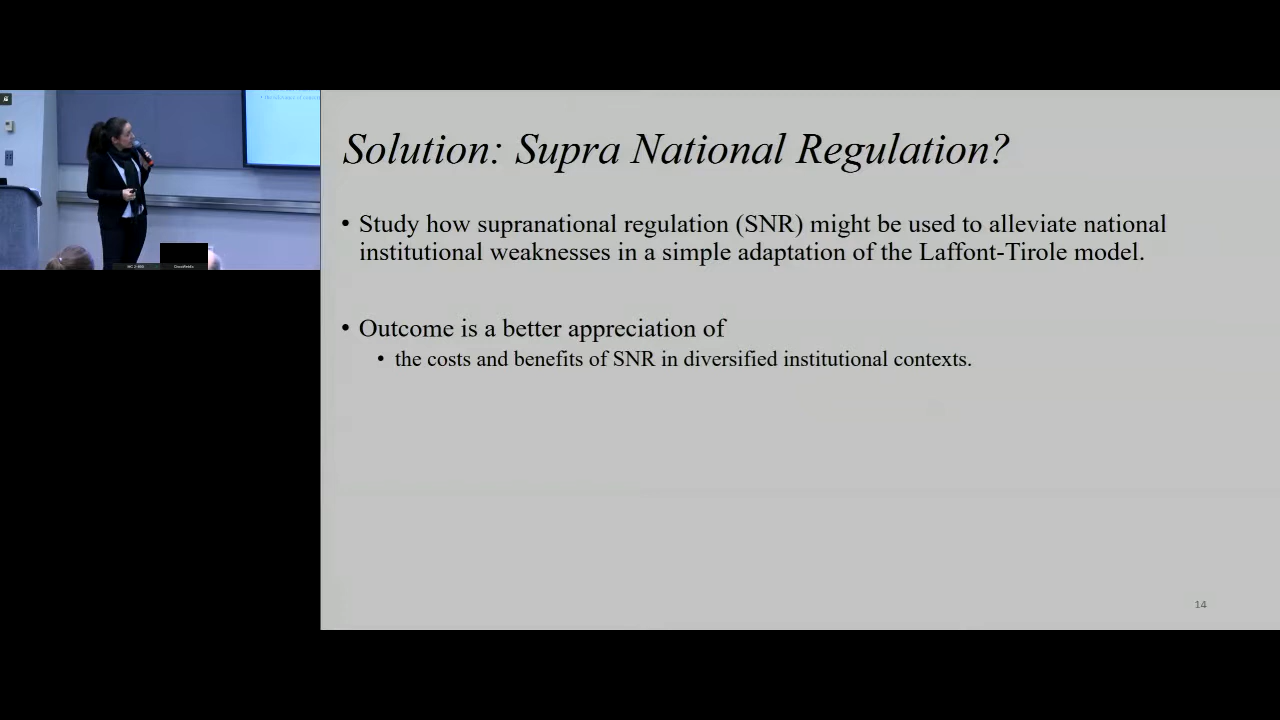 Solution: Supra National Regulation?
• Study how supranational regulation (SNR) might be used to alleviate national
institutional weaknesses in a simple adaptation of the Laffont-Tirole model.
• Outcome is a better appreciation of
• the costs and benefits of SNR in diversified institutional contexts.
14